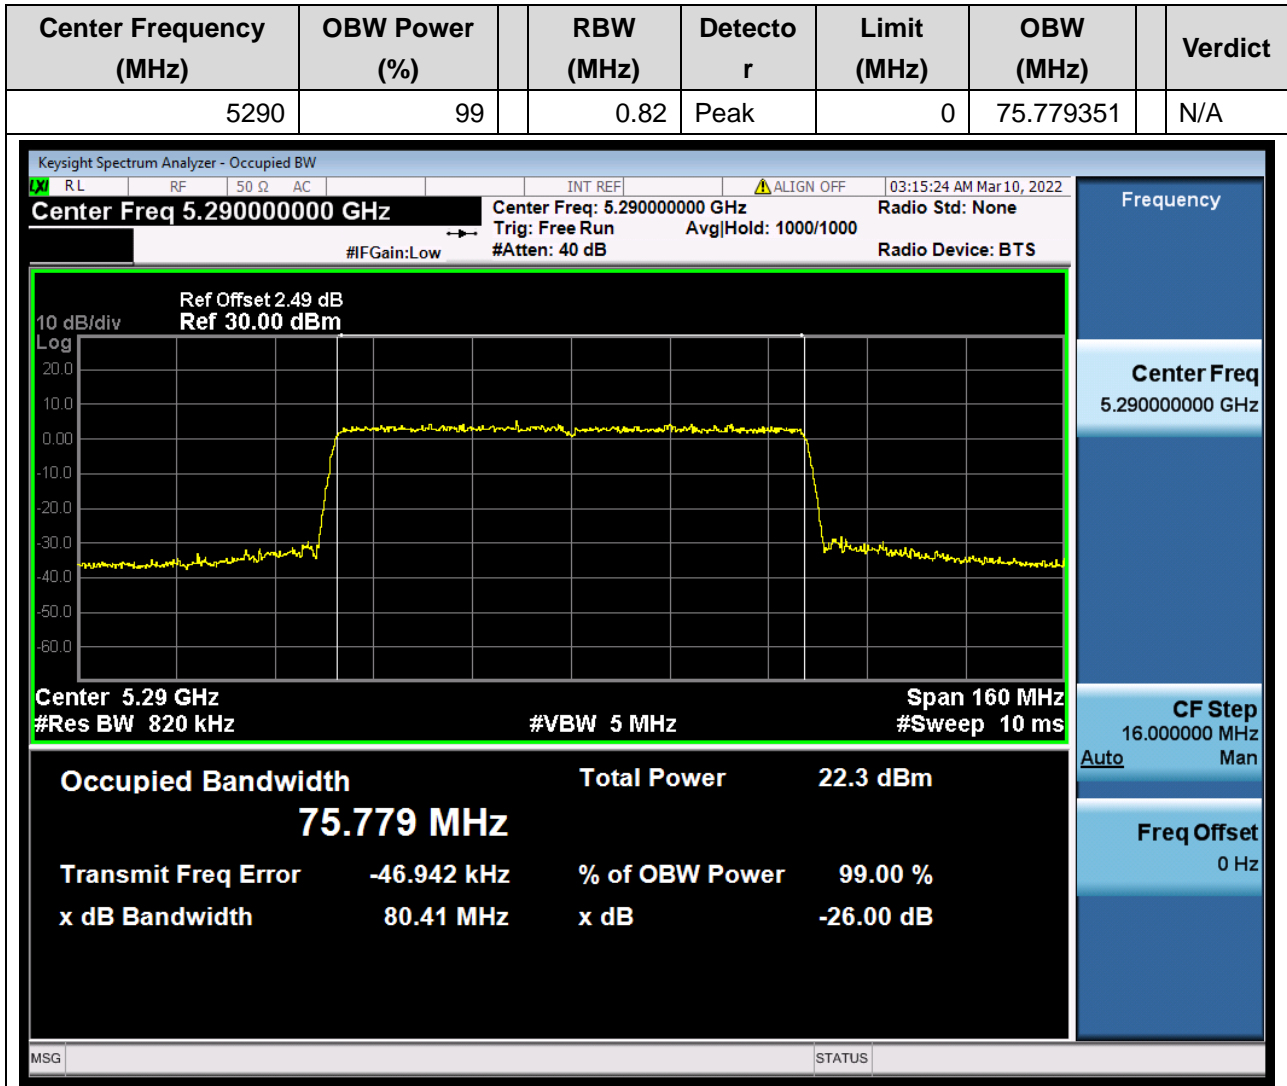 Center Frequency (MHz) OBW Power (%) RBW (MHz) Detecto r Limit (MHz) OBW (MHz) Verdict
5290 99 0.82 Peak 0 75.779351 N/A
Keysight Spectrum Analyzer - Occupied BW
LXI RL RF 50 Ω AC INT REF ALIGN OFF 03:15:24 AM Mar 10, 2022
Center Freq 5.290000000 GHz
Center Freq: 5.290000000 GHz Radio Std: None
Trig: Free Run Avg|Hold: 1000/1000
#IFGain:Low #Atten: 40 dB Radio Device: BTS
Ref Offset 2.49 dB
10 dB/div Ref 30.00 dBm
Log
20.0
10.0
0.00
-10.0
-20.0
-30.0
-40.0
-50.0
-60.0
Center 5.29 GHz Span 160 MHz
#Res BW 820 kHz #VBW 5 MHz #Sweep 10 ms
Occupied Bandwidth Total Power 22.3 dBm
75.779 MHz
Transmit Freq Error -46.942 kHz % of OBW Power 99.00 %
x dB Bandwidth 80.41 MHz x dB -26.00 dB
MSG STATUS
Frequency
Center Freq
5.290000000 GHz
CF Step
16.000000 MHz
Auto Man
Freq Offset
0 Hz